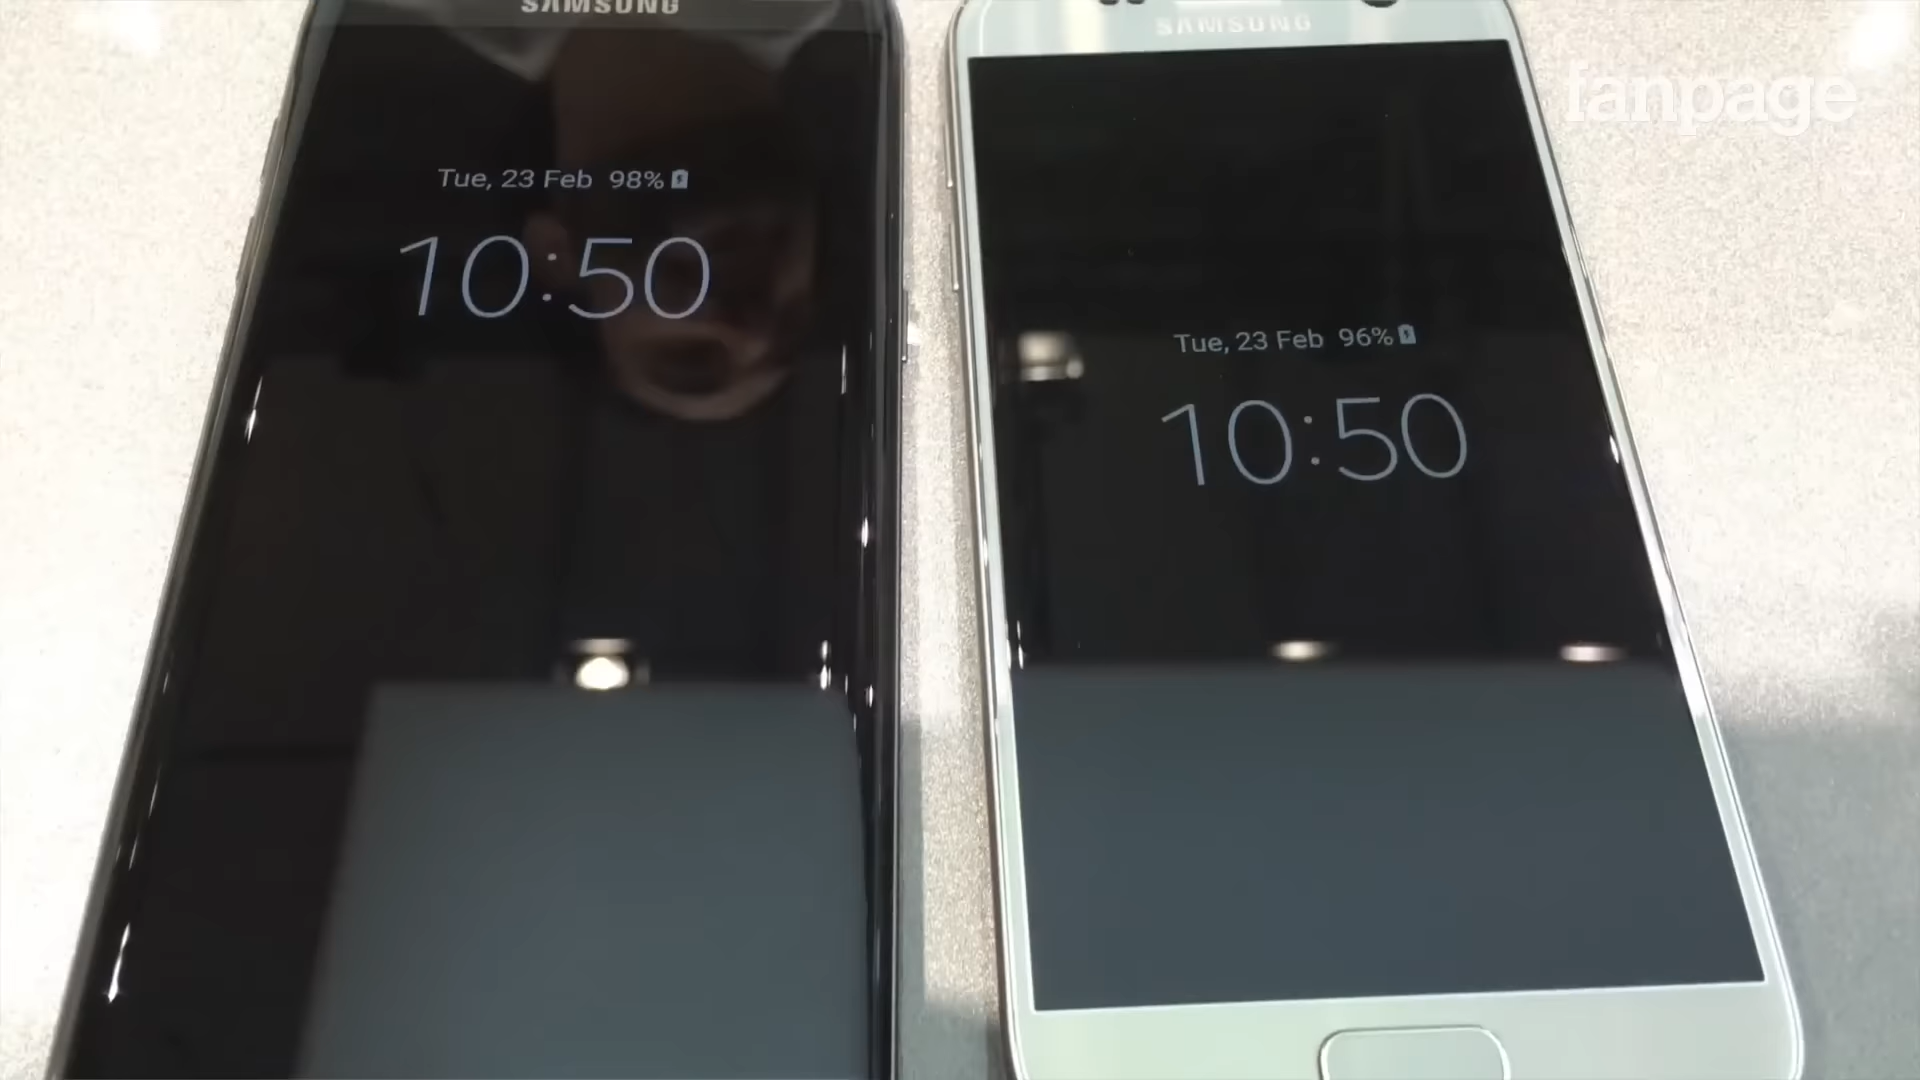 SAMSUNG
Tue, 23 Feb 98%
10:50
SAMSUNG
Tue, 23 Feb 96%
10:50
fanpage